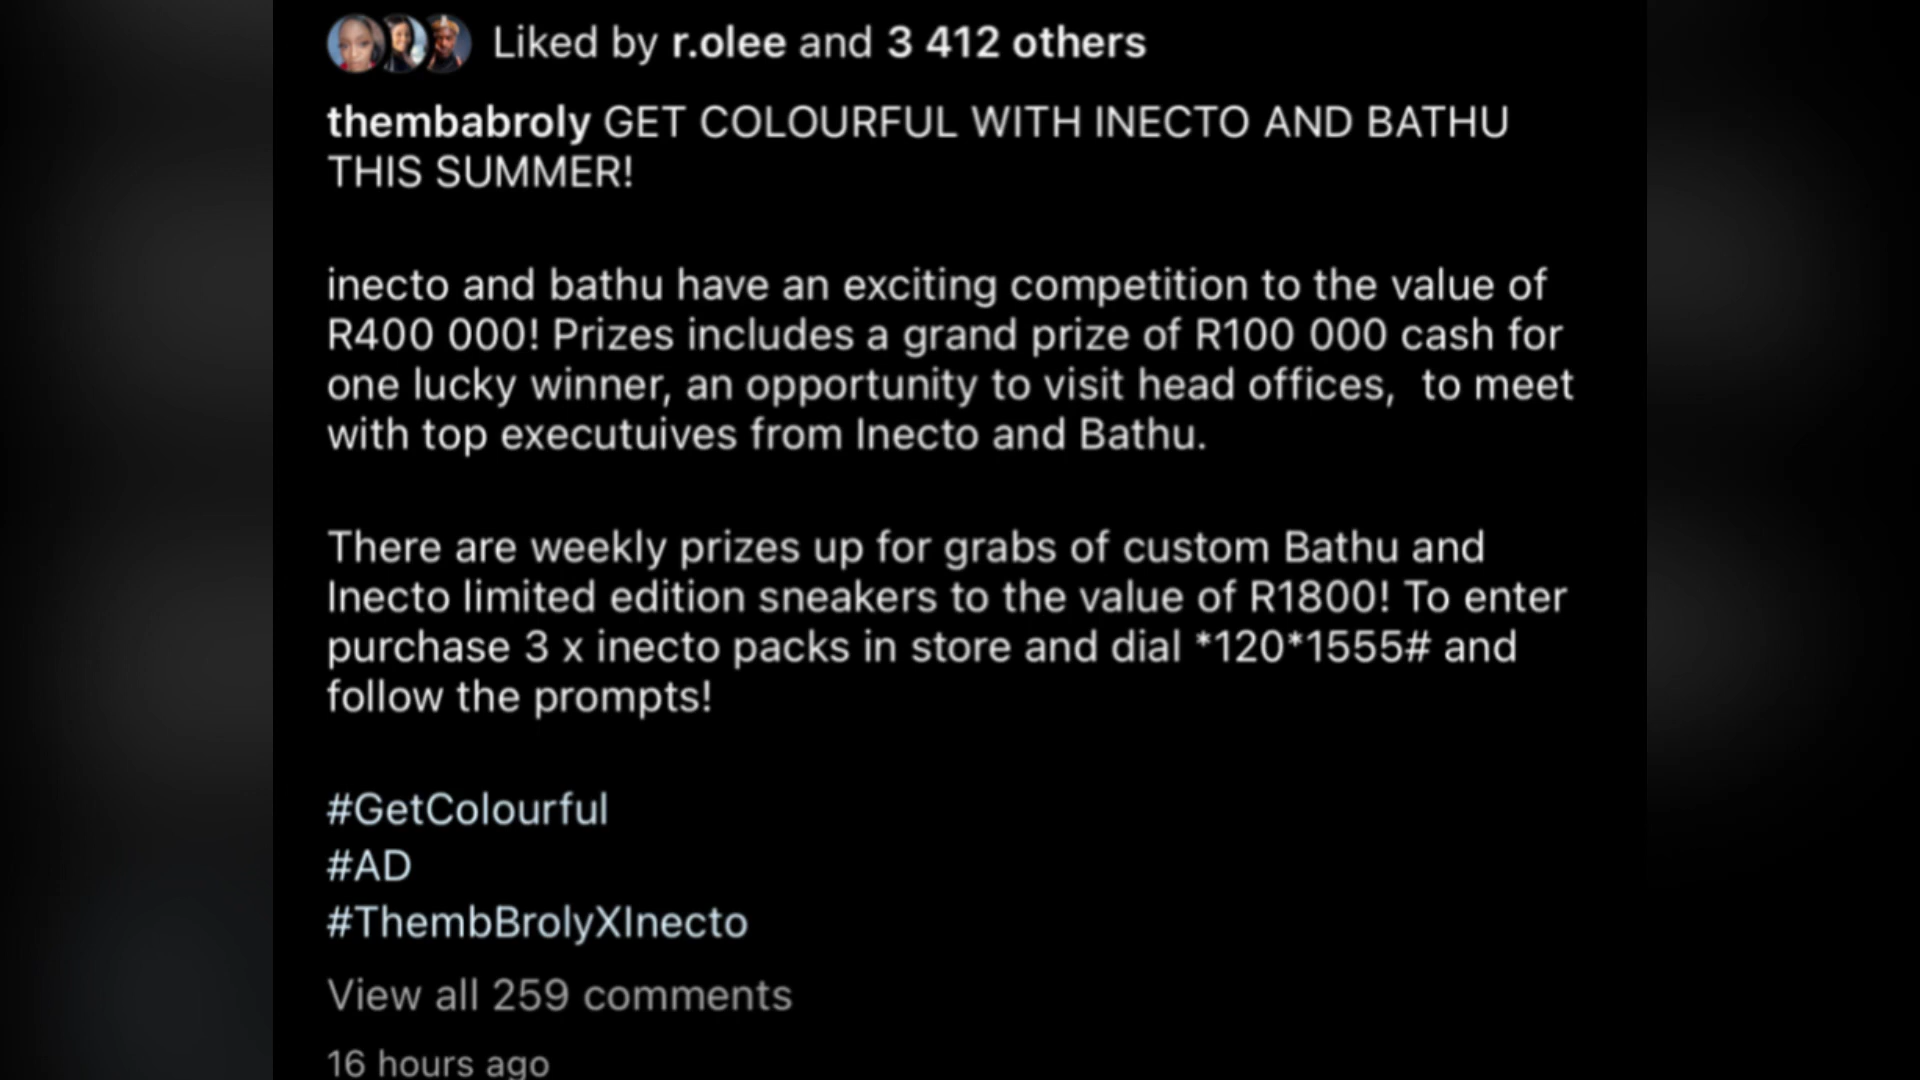 Liked by r.olee and 3 412 others
thembabroly GET COLOURFUL WITH INECTO AND BATHU
THIS SUMMER!
inecto and bathu have an exciting competition to the value of
R400 000! Prizes includes a grand prize of R100 000 cash for
one lucky winner, an opportunity to visit head offices,  to meet
with top executuives from Inecto and Bathu.
There are weekly prizes up for grabs of custom Bathu and
Inecto limited edition sneakers to the value of R1800! To enter
purchase 3 x inecto packs in store and dial *120*1555# and
follow the prompts!
#GetColourful
#AD
#ThembBrolyXInecto
View all 259 comments
16 hours ago